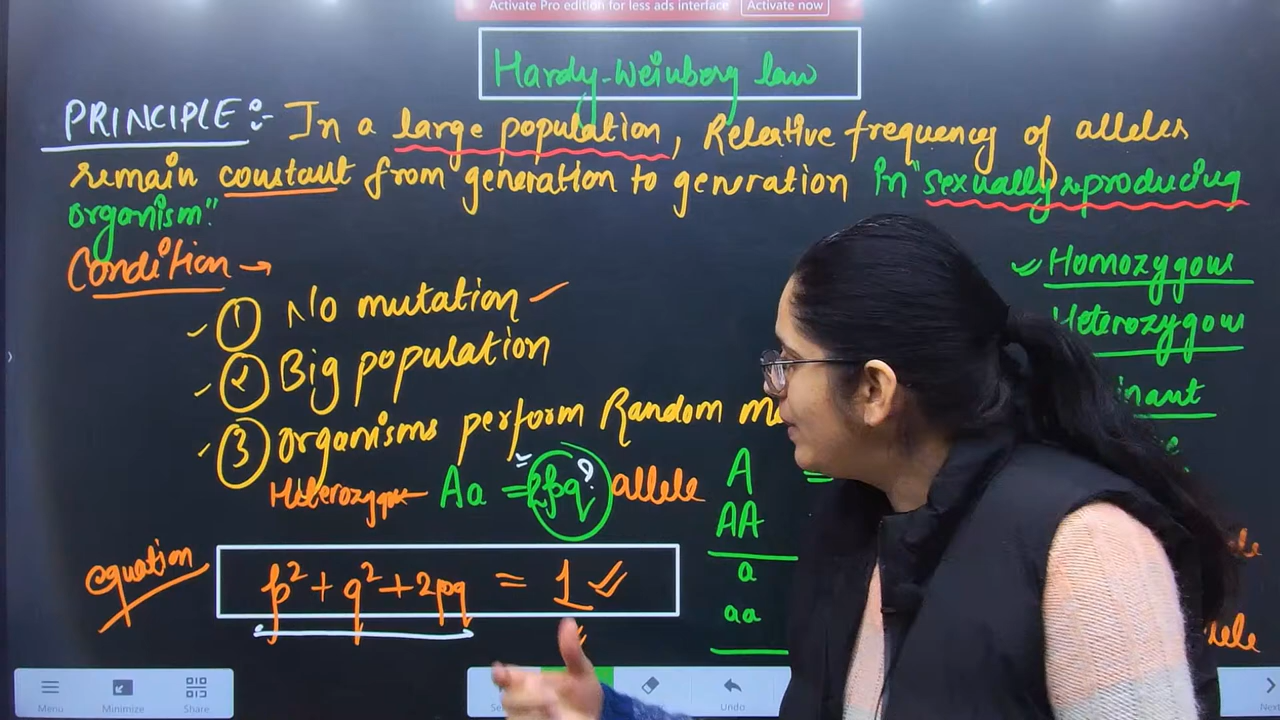 Activate Pro edition for less ads interface Activate now
Hardy-Weinberg law
PRINCIPLE:- In a large population, Relative frequency of alleles
remain constant from generation to generation in "sexually reproducing
organism"
Condition →
① No mutation
② Big population
③ organisms perform Random
Homozygous
Heterozygous
Heterozygous Aa = 2pq allele
A
AA
a
aa
equation
p² + q² + 2pq = 1
Menu
Minimize
Share
Undo